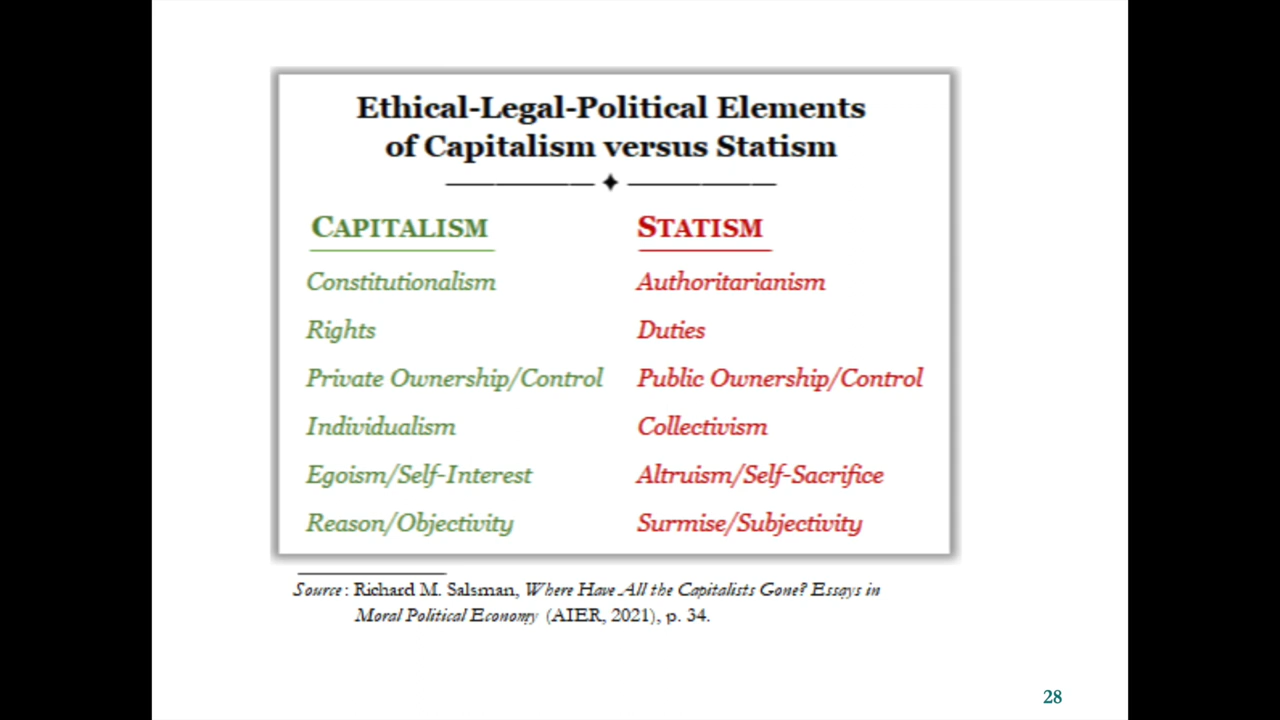 Ethical-Legal-Political Elements
of Capitalism versus Statism
CAPITALISM STATISM
Constitutionalism Authoritarianism
Rights Duties
Private Ownership/Control Public Ownership/Control
Individualism Collectivism
Egoism/Self-Interest Altruism/Self-Sacrifice
Reason/Objectivity Surmise/Subjectivity
Source: Richard M. Salsman, Where Have All the Capitalists Gone? Essays in
Moral Political Economy (AIER, 2021), p. 34.
28